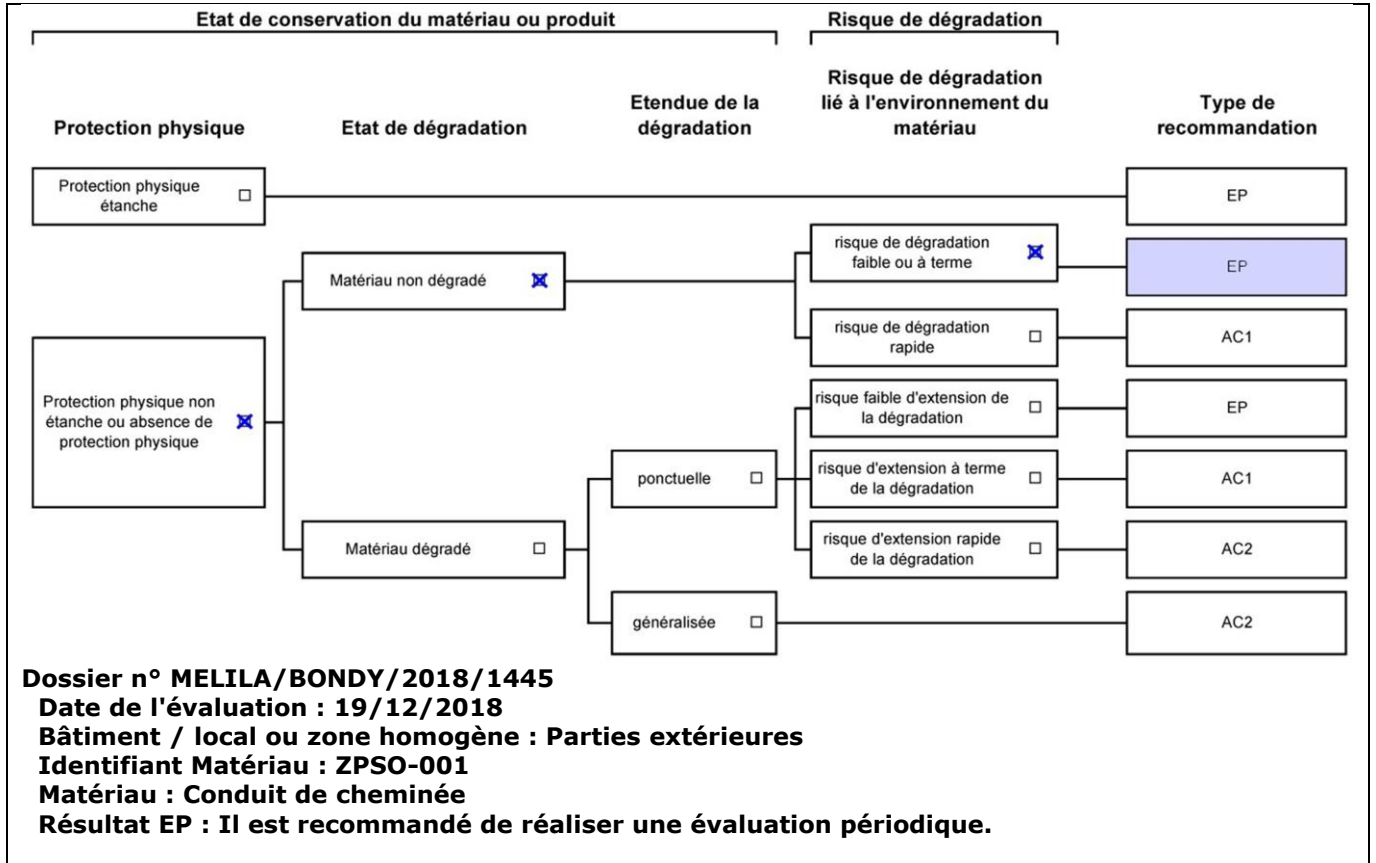 Etat de conservation du matériau ou produit
Risque de dégradation
Protection physique
Etat de dégradation
Etendue de la
dégradation
Risque de dégradation
lié à l'environnement du
matériau
Type de
recommandation
Protection physique
étanche
EP
risque de dégradation
faible ou à terme
EP
Matériau non dégradé
risque de dégradation
rapide
AC1
Protection physique non
étanche ou absence de
protection physique
risque faible d'extension de
la dégradation
EP
ponctuelle
risque d'extension à terme
de la dégradation
AC1
Matériau dégradé
risque d'extension rapide
de la dégradation
AC2
généralisée
AC2
Dossier n° MELILA/BONDY/2018/1445
Date de l'évaluation : 19/12/2018
Bâtiment / local ou zone homogène : Parties extérieures
Identifiant Matériau : ZPSO-001
Matériau : Conduit de cheminée
Résultat EP : Il est recommandé de réaliser une évaluation périodique.